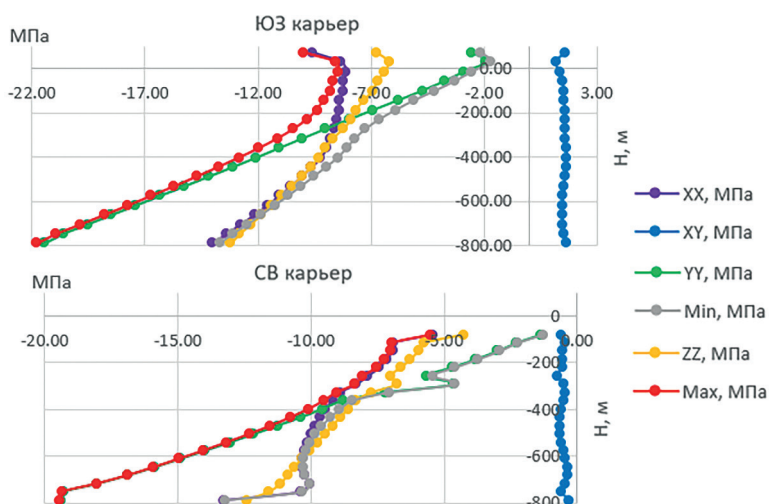 ЮЗ карьер
МПа
0.00
-22.00 -17.00 -12.00 -7.00 -2.00 3.00
-200.00
-400.00
-600.00
-800.00
Н, м
СВ карьер
МПа
0
-20.00 -15.00 -10.00 -5.00 0.00
-200
-400
-600
-800
Н, м
XX, МПа
XY, МПа
YY, МПа
Min, МПа
ZZ, МПа
Max, МПа